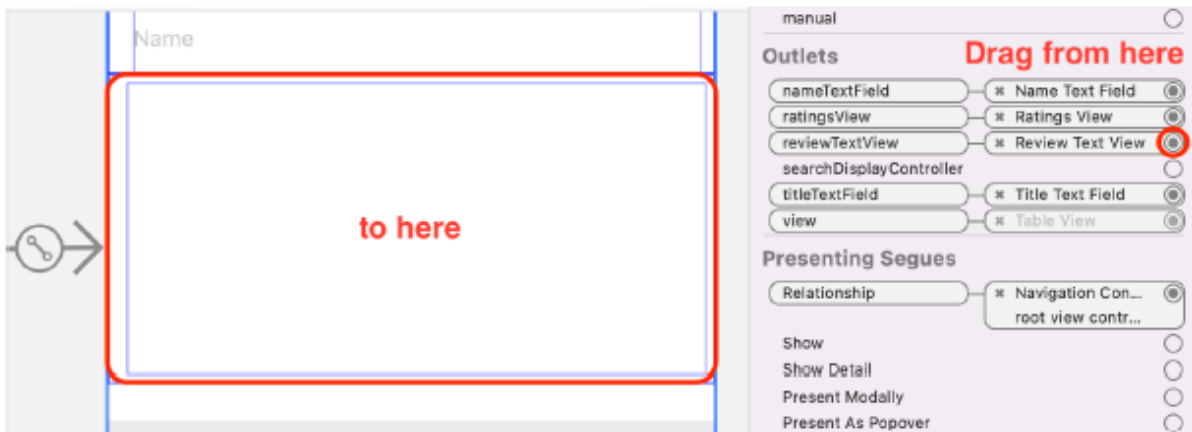 manual
Name
Outlets
Drag from here
nameTextField
Name Text Field
ratingsView
Ratings View
reviewTextView
Review Text View
searchDisplayController
titleTextField
Title Text Field
view
Table View
to here
Presenting Segues
Relationship
Navigation Con...
root view contr...
Show
Show Detail
Present Modally
Present As Popover